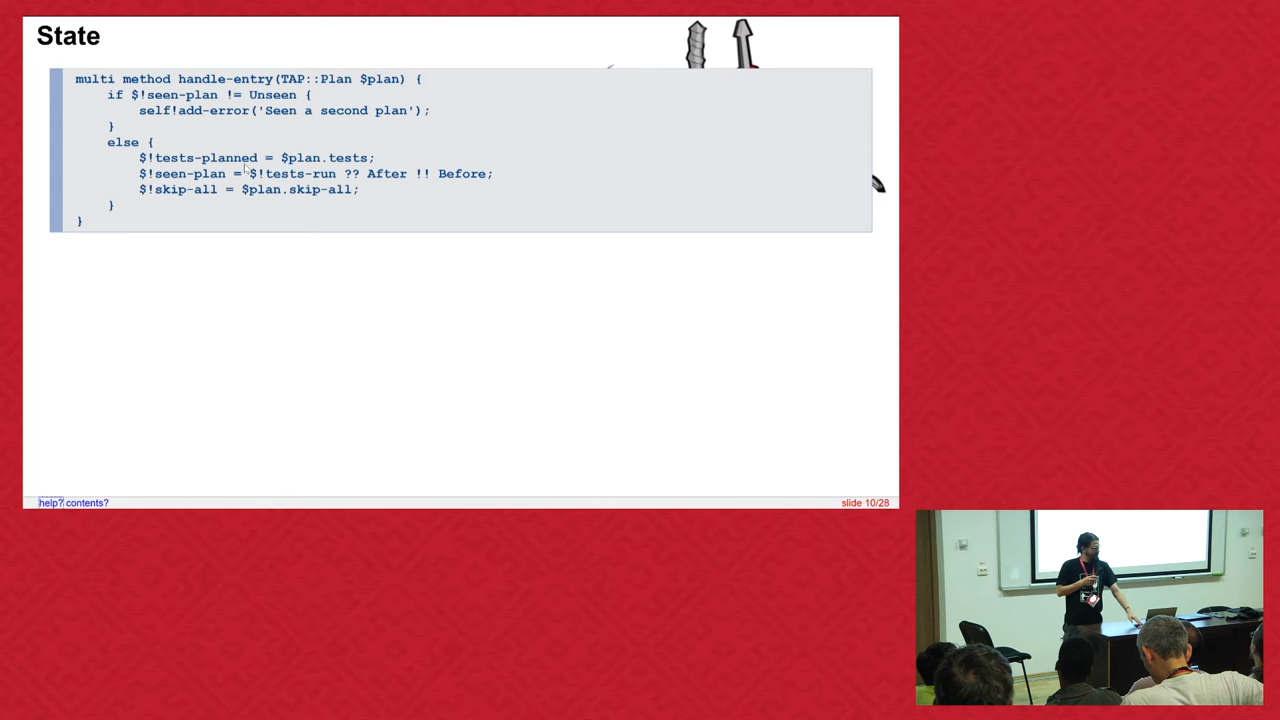 State
multi method handle-entry(TAP::Plan $plan) {
    if $!seen-plan != Unseen {
        self!add-error('Seen a second plan');
    }
    else {
        $!tests-planned = $plan.tests;
        $!seen-plan = $!tests-run ?? After !! Before;
        $!skip-all = $plan.skip-all;
    }
}
help? contents?
slide 10/28